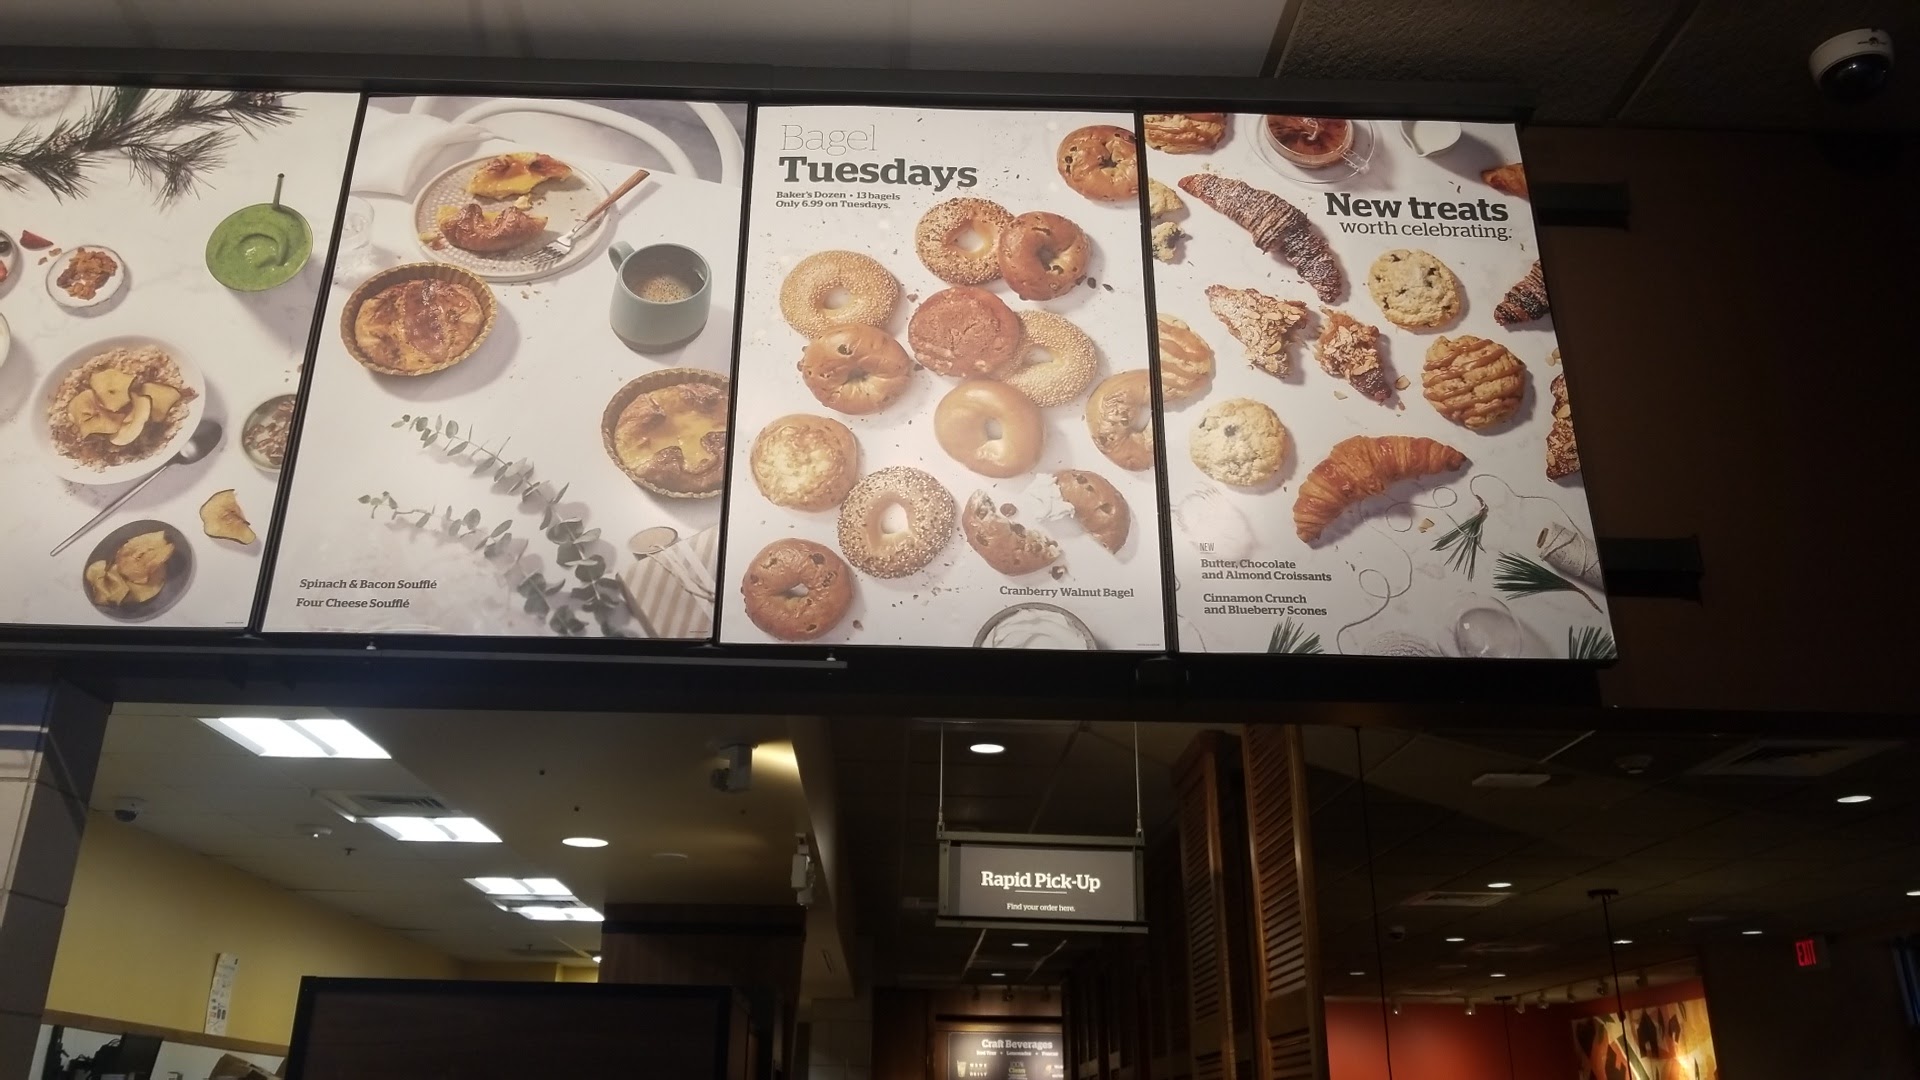 Bagel
Tuesdays
Baker's Dozen • 13 bagels
Only 6.99 on Tuesdays.
New treats
worth celebrating.
Spinach & Bacon Soufflé
Four Cheese Soufflé
Cranberry Walnut Bagel
NEW
Butter, Chocolate
and Almond Croissants
Cinnamon Crunch
and Blueberry Scones
Rapid Pick-Up
Find your order here.
EXIT
Craft Beverages